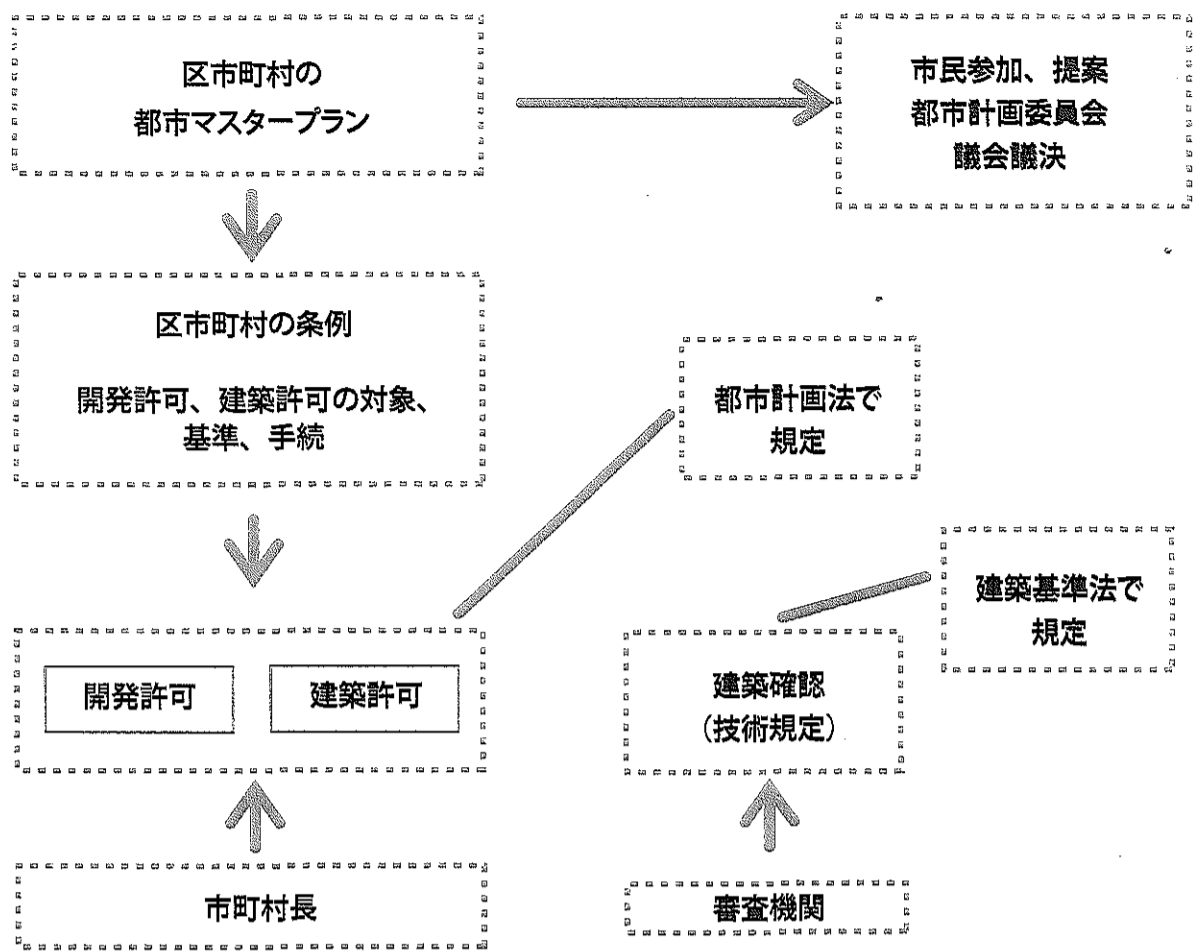 区市町村の
都市マスタープラン
市民参加、提案
都市計画委員会
議会議決
区市町村の条例
開発許可、建築許可の対象、
基準、手続
都市計画法で
規定
建築基準法で
規定
開発許可
建築許可
建築確認
（技術規定）
市町村長
審査機関